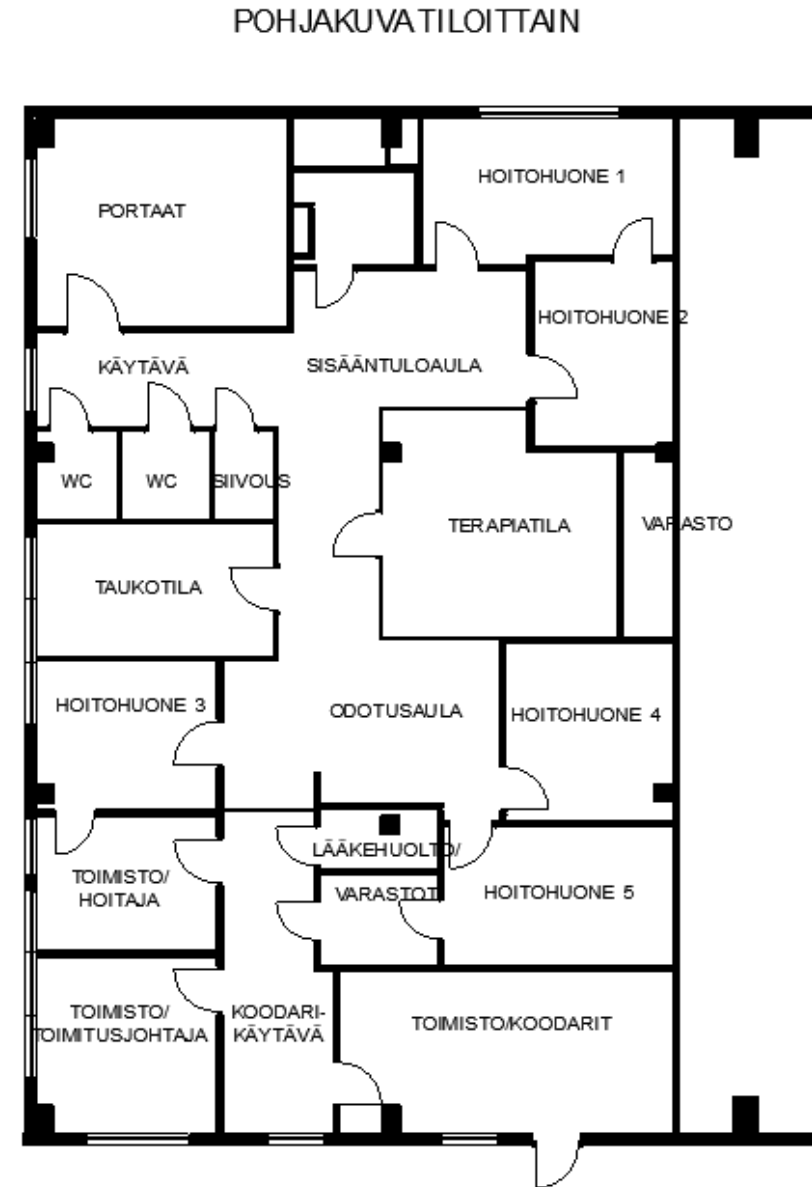 POHJAKUVA TILOITTAIN
HOITOHUONE 1
PORTAAT
HOITOHUONE 2
KÄYTÄVÄ
SISÄÄNTULOAULA
WC
WC
SIIVOUS
TERAPIATILA
VARASTO
TAUKOTILA
HOITOHUONE 3
ODOTUSAULA
HOITOHUONE 4
LÄÄKEHUOLTO/
VARASTOT
TOIMISTO/
HOITAJA
HOITOHUONE 5
TOIMISTO/
TOIMITUSJOHTAJA
KOODARI-
KÄYTÄVÄ
TOIMISTO/KOODARIT